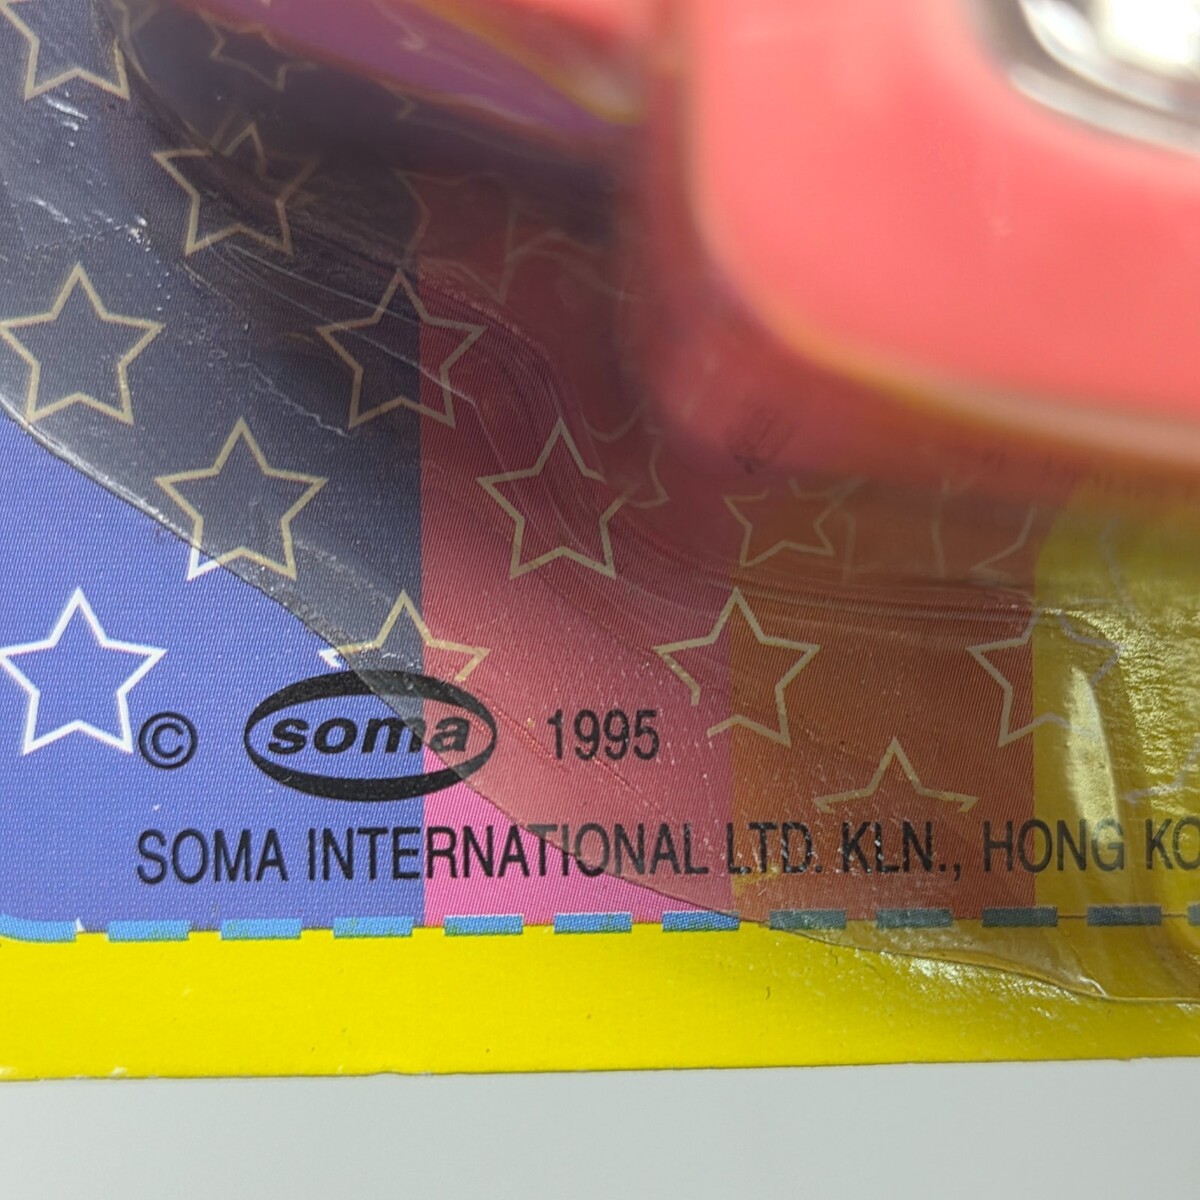 © soma 1995
SOMA INTERNATIONAL LTD. KLN., HONG KO